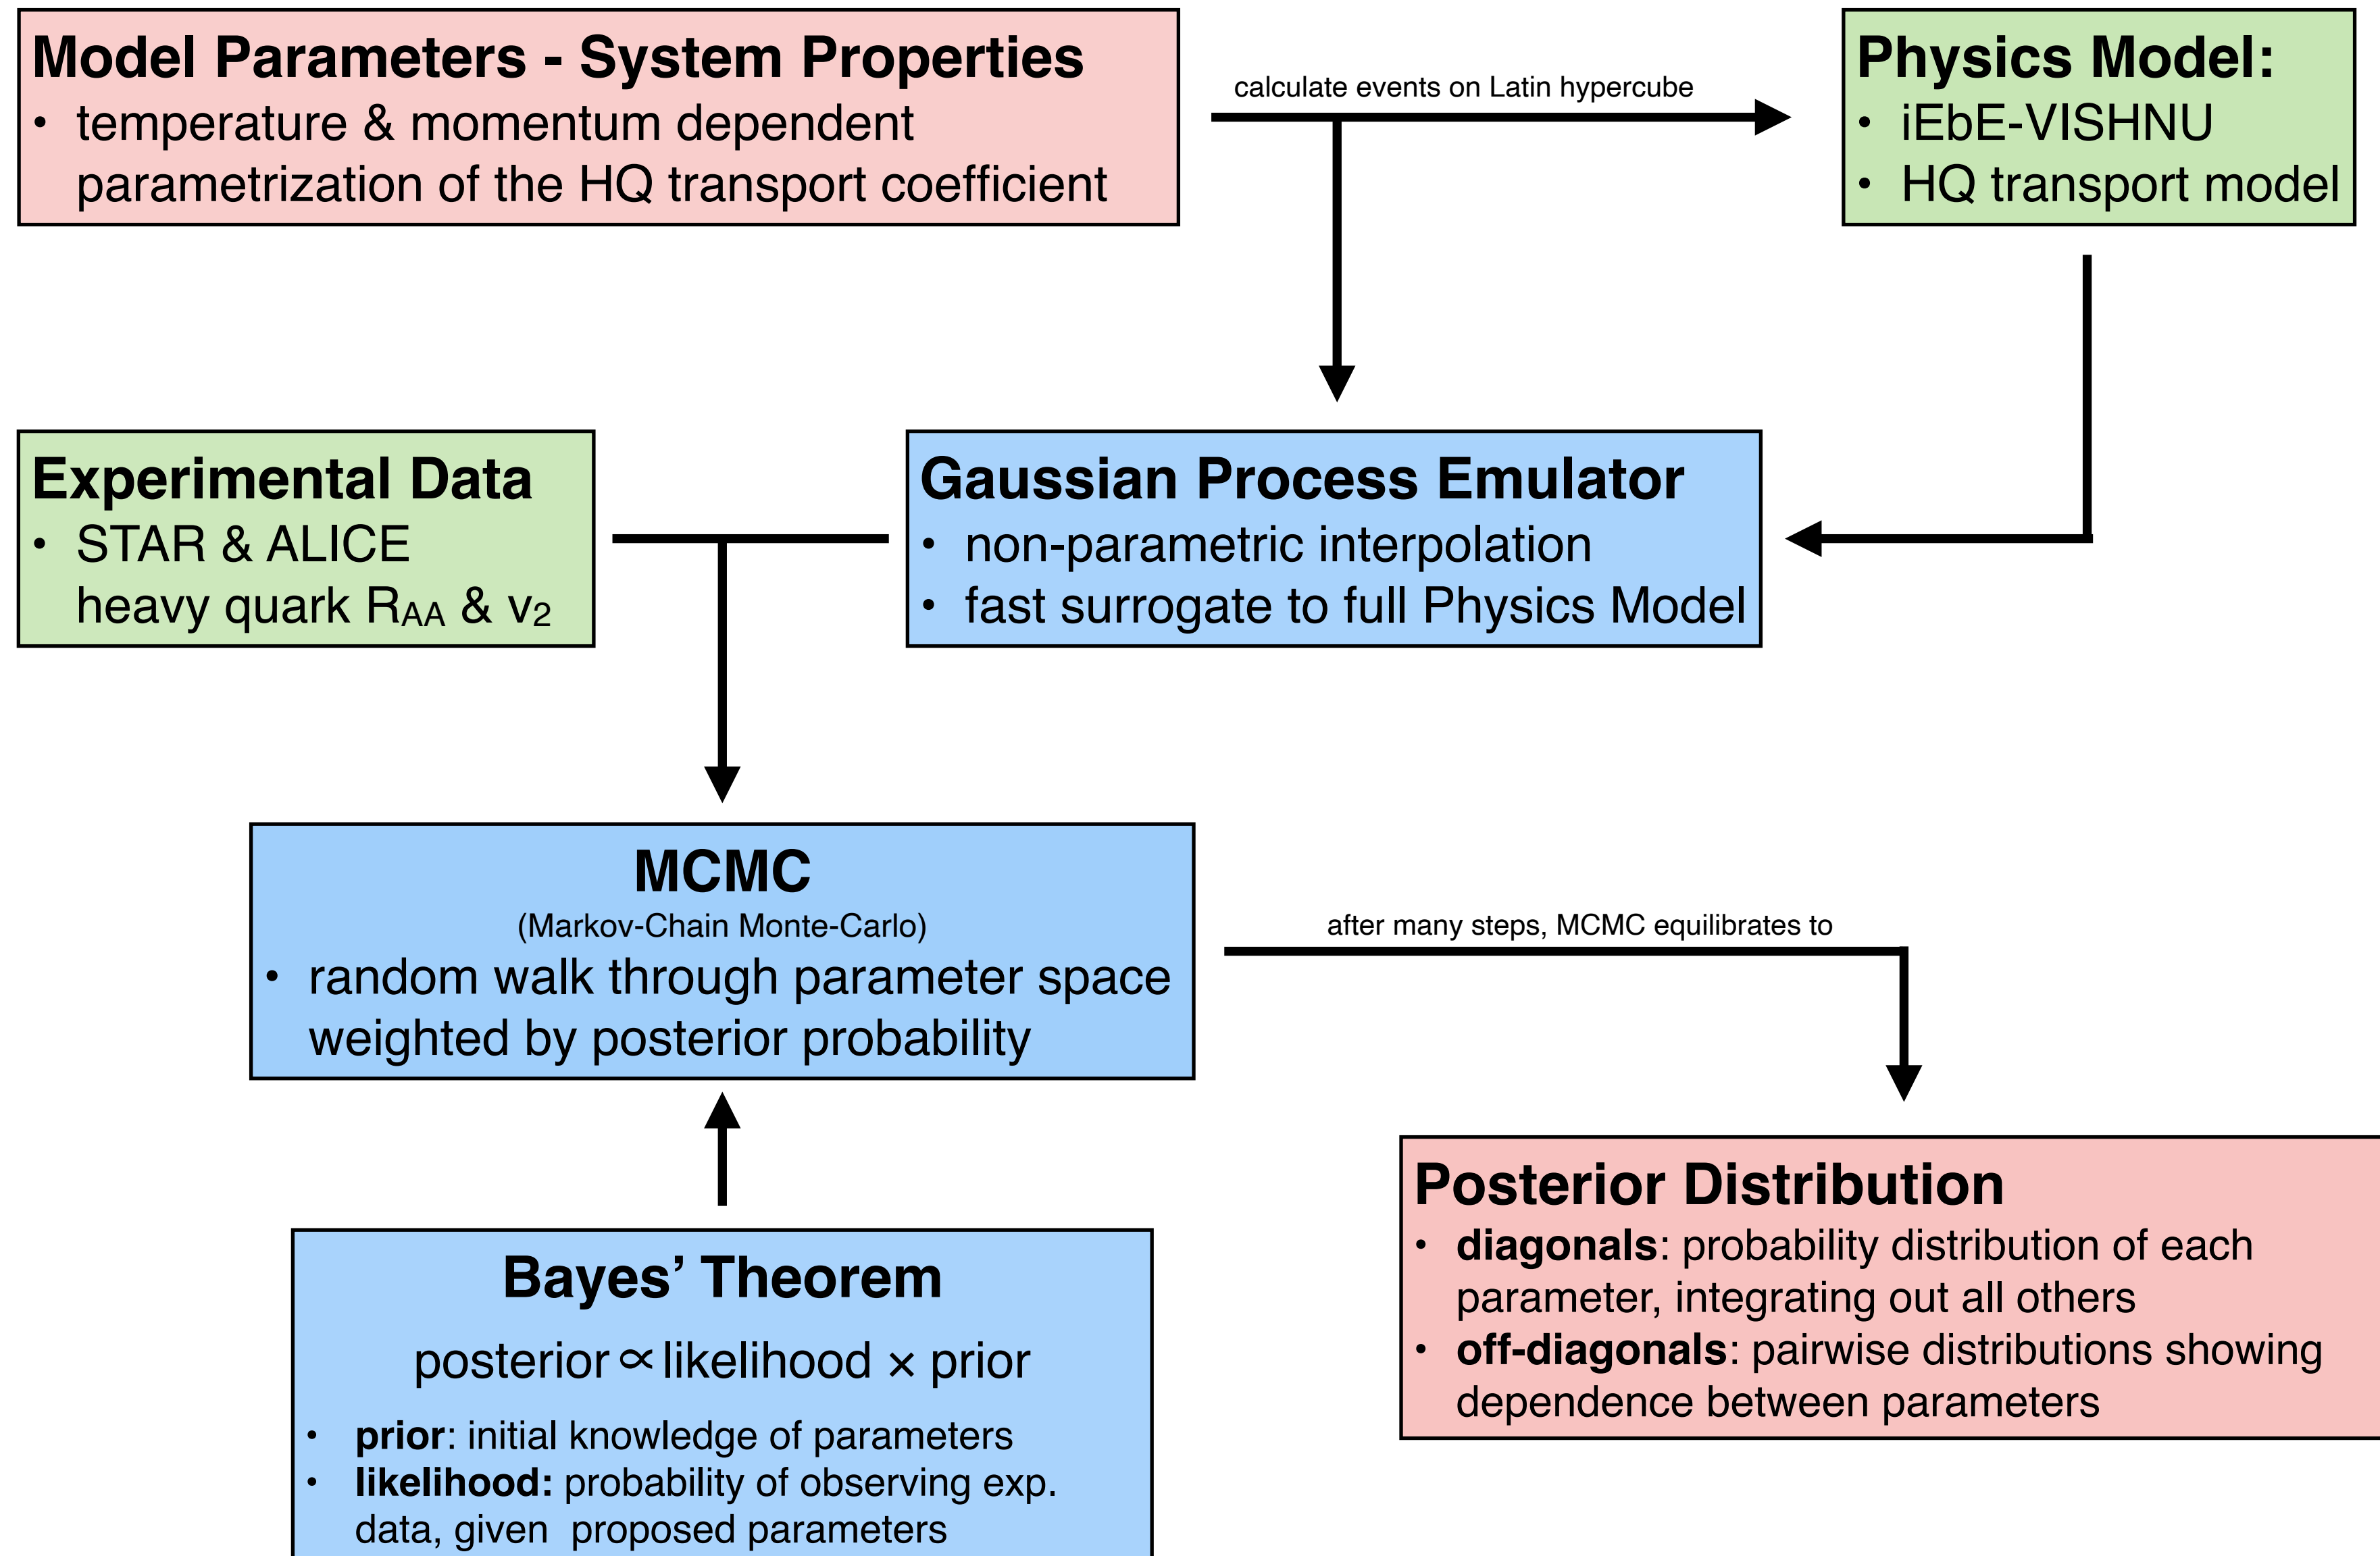 Model Parameters - System Properties
• temperature & momentum dependent
parametrization of the HQ transport coefficient
calculate events on Latin hypercube
Physics Model:
• iEbE-VISHNU
• HQ transport model
Experimental Data
• STAR & ALICE
heavy quark RAA & v2
Gaussian Process Emulator
• non-parametric interpolation
• fast surrogate to full Physics Model
MCMC
(Markov-Chain Monte-Carlo)
• random walk through parameter space
weighted by posterior probability
after many steps, MCMC equilibrates to
Posterior Distribution
• diagonals: probability distribution of each
parameter, integrating out all others
• off-diagonals: pairwise distributions showing
dependence between parameters
Bayes’ Theorem
posterior ∝ likelihood × prior
• prior: initial knowledge of parameters
• likelihood: probability of observing exp.
data, given proposed parameters